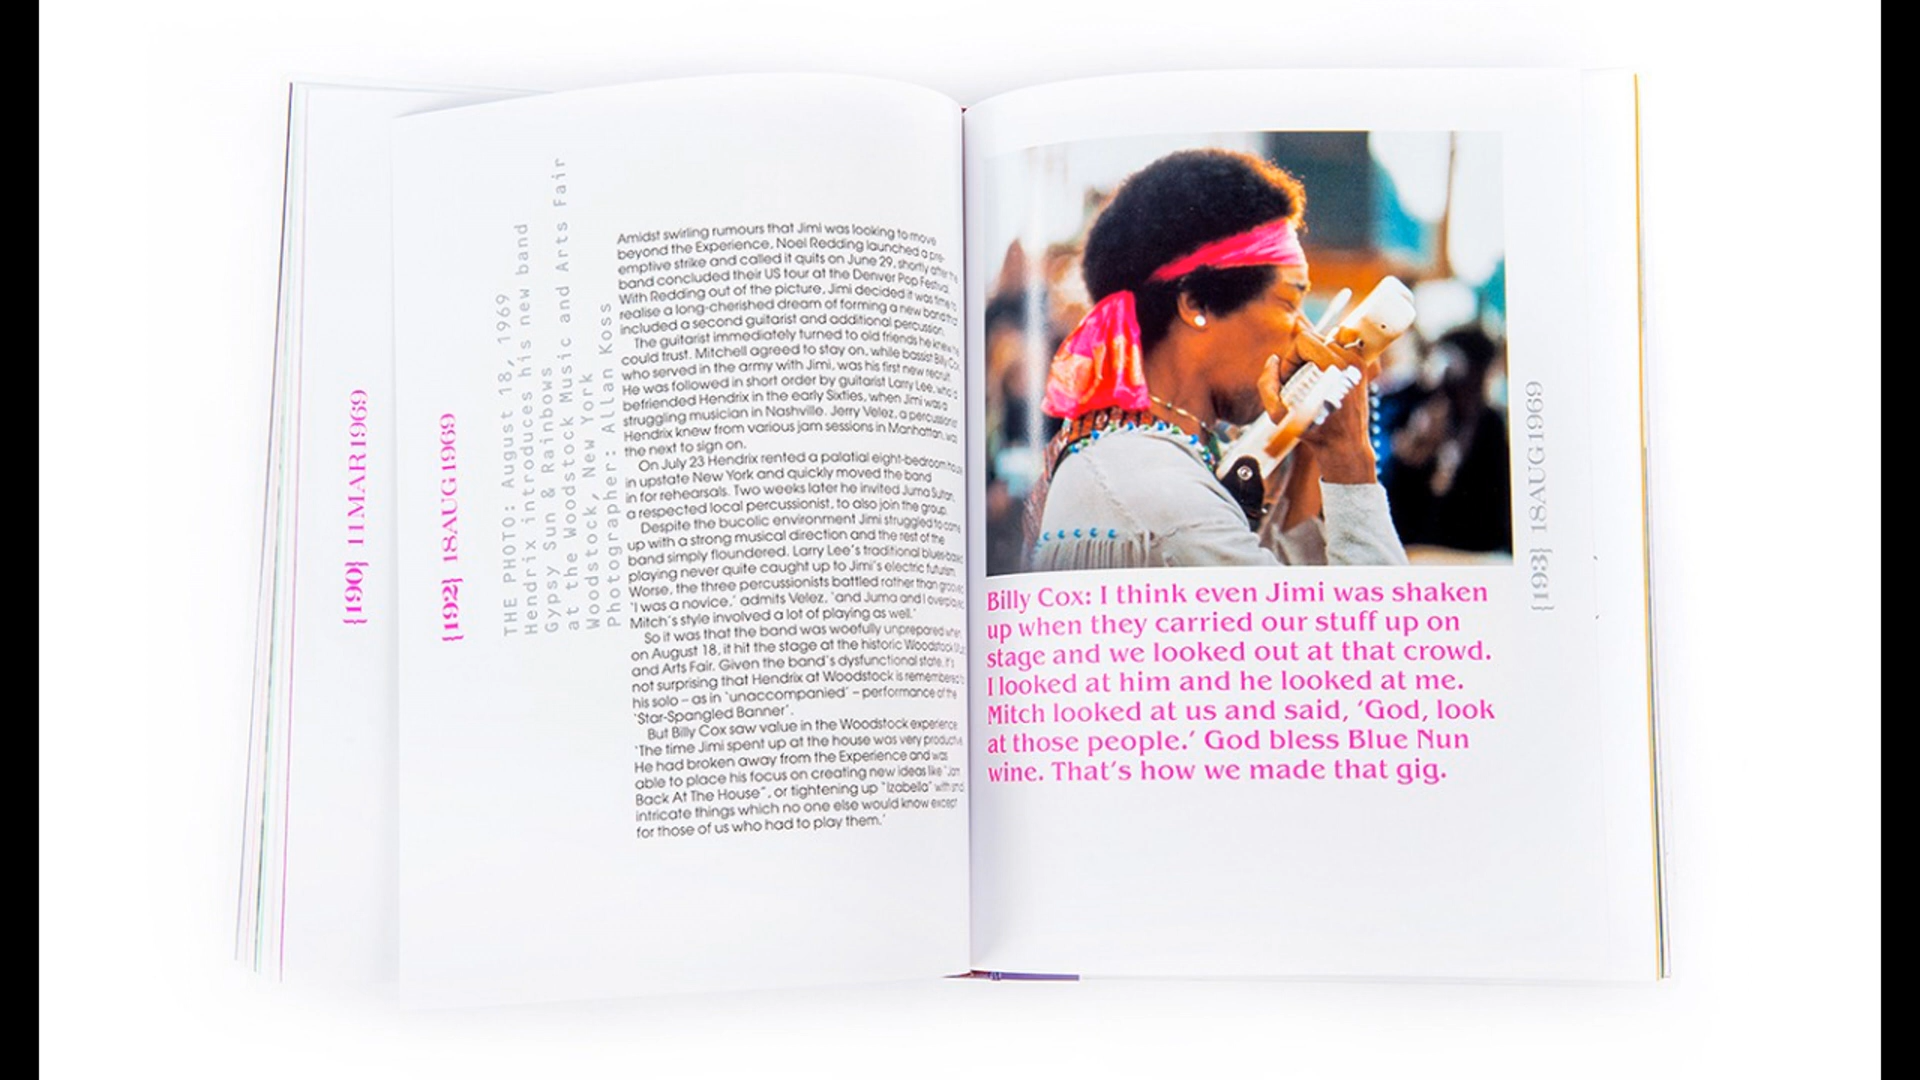 {190} 11 MAR 1969
{192} 18 AUG 1969
THE PHOTO: August 18, 1969
Hendrix introduces his new band
Gypsy Sun & Rainbows
at the Woodstock Music and Arts Fair
Woodstock, New York
Photographer: Allan Koss
Amidst swirling rumours that Jimi was looking to move
beyond the Experience, Noel Redding launched a pre-
emptive strike and called it quits on June 29, shortly after the
band concluded their US tour at the Denver Pop Festival.
With Redding out of the picture, Jimi decided it was time to
realise a long-cherished dream of forming a new band that
included a second guitarist and additional percussion.
The guitarist immediately turned to old friends he knew he
could trust. Mitchell agreed to stay on, while bassist Billy Cox,
who served in the army with Jimi, was his first new recruit.
He was followed in short order by guitarist Larry Lee, who'd
befriended Hendrix in the early Sixties, when Jimi was a
struggling musician in Nashville. Jerry Velez, a percussionist
Hendrix knew from various jam sessions in Manhattan, was
the next to sign on.
On July 23 Hendrix rented a palatial eight-bedroom house
in upstate New York and quickly moved the band
in for rehearsals. Two weeks later he invited Juma Sultan,
a respected local percussionist, to also join the group.
Despite the bucolic environment Jimi struggled to come
up with a strong musical direction and the rest of the
band simply floundered. Larry Lee's traditional blues-based
playing never quite caught up to Jimi's electric futurism.
Worse, the three percussionists battled rather than grooved.
'I was a novice,' admits Velez, 'and Juma and I overplayed.
Mitch's style involved a lot of playing as well.'
So it was that the band was woefully unprepared when,
on August 18, it hit the stage at the historic Woodstock Music
and Arts Fair. Given the band's dysfunctional state, it's
not surprising that Hendrix at Woodstock is remembered for
his solo – as in 'unaccompanied' – performance of the
'Star-Spangled Banner'.
But Billy Cox saw value in the Woodstock experience.
'The time Jimi spent up at the house was very productive.
He had broken away from the Experience and was
able to place his focus on creating new ideas like "Jam
Back At The House", or tightening up "Izabella" with
intricate things which no one else would know except
for those of us who had to play them.'
Billy Cox: I think even Jimi was shaken
up when they carried our stuff up on
stage and we looked out at that crowd.
I looked at him and he looked at me.
Mitch looked at us and said, 'God, look
at those people.' God bless Blue Nun
wine. That's how we made that gig.
{193} 18 AUG 1969